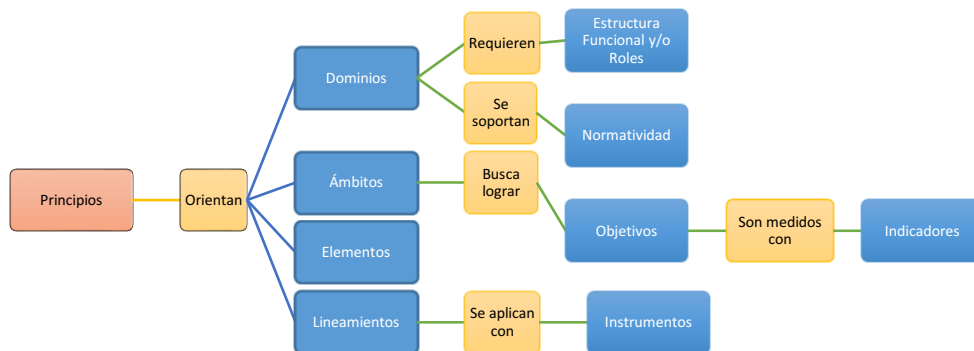 Principios
Orientan
Dominios
Requieren
Estructura
Funcional y/o
Roles
Se
soportan
Normatividad
Ámbitos
Busca
lograr
Objetivos
Son medidos
con
Indicadores
Elementos
Lineamientos
Se aplican
con
Instrumentos